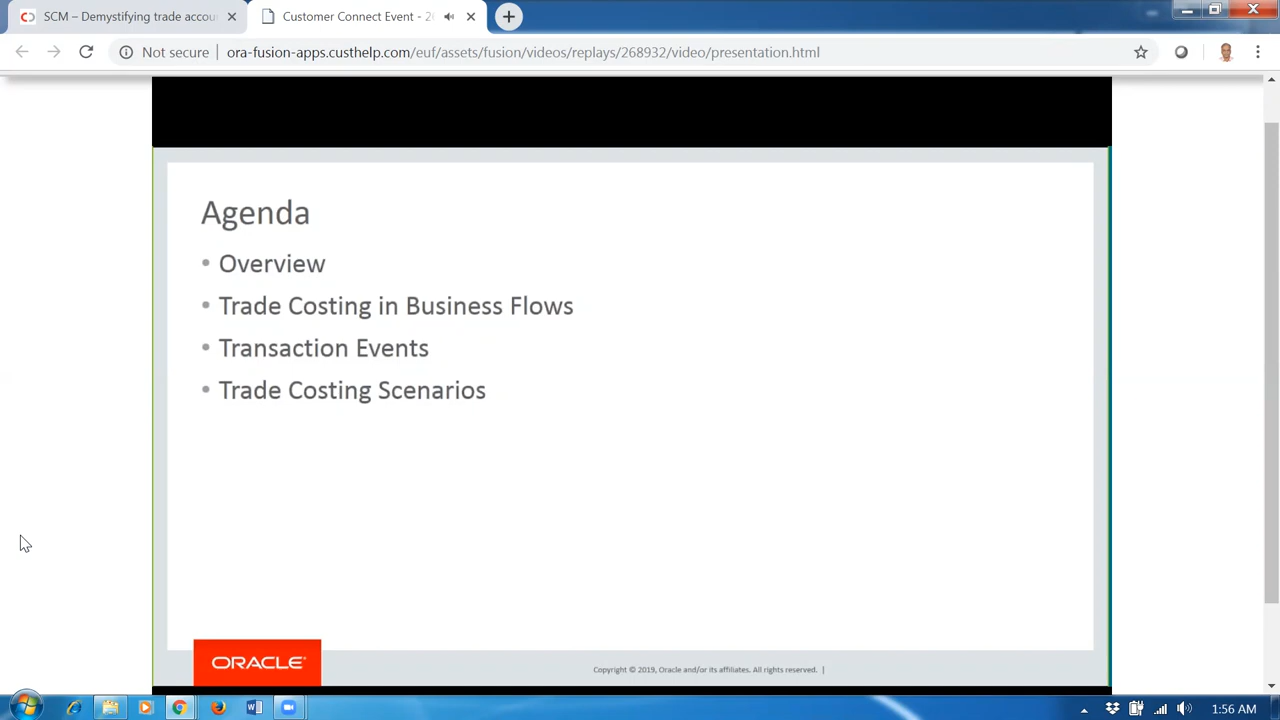 SCM – Demystifying trade accou
Customer Connect Event - 2
Not secure
ora-fusion-apps.custhelp.com/euf/assets/fusion/videos/replays/268932/video/presentation.html
Agenda
• Overview
• Trade Costing in Business Flows
• Transaction Events
• Trade Costing Scenarios
ORACLE®
Copyright © 2019, Oracle and/or its affiliates. All rights reserved. |
1:56 AM